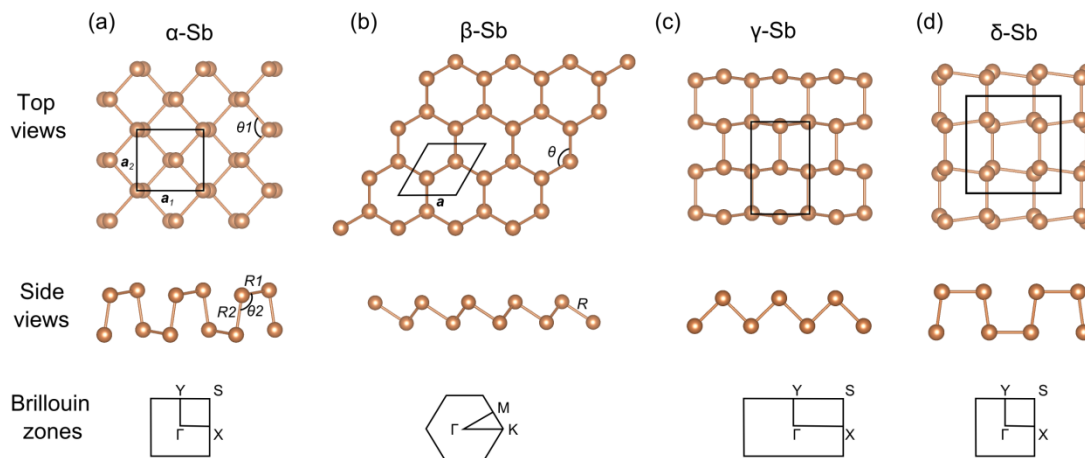 (a) α-Sb (b) β-Sb (c) γ-Sb (d) δ-Sb
Top views
θ1
a₂
a₁
θ
a
Side views
R1
R2 θ2
R
Brillouin zones
Y S
Γ X
M
Γ K
Y S
Γ X
Y S
Γ X